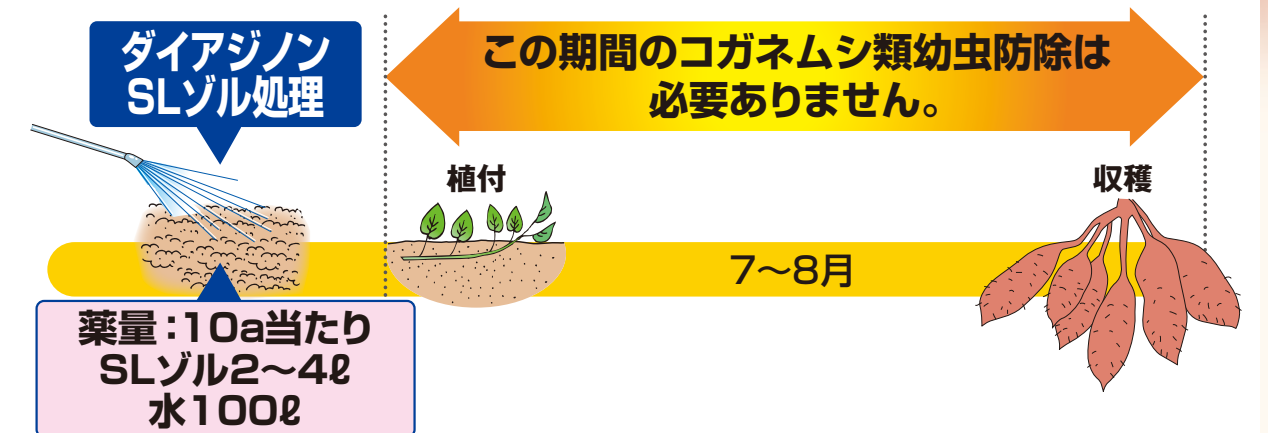 ダイアジノン
SLゾル処理
この期間のコガネムシ類幼虫防除は
必要ありません。
植付
収穫
7～8月
薬量：10a当たり
SLゾル2～4ℓ
水100ℓ